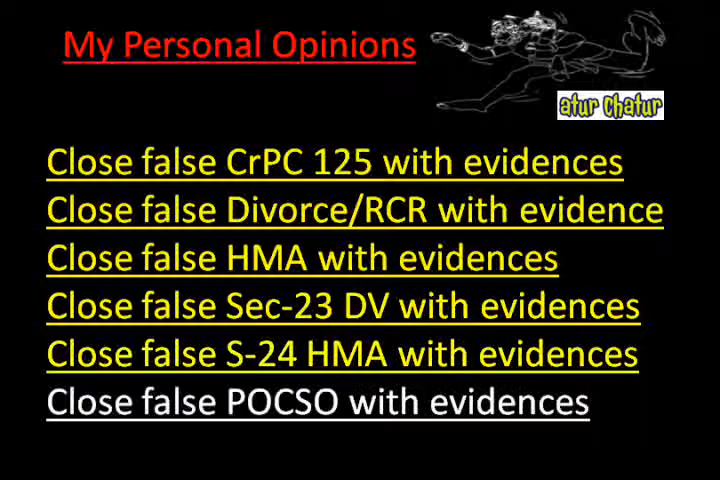 My Personal Opinions
atur Chatur
Close false CrPC 125 with evidences
Close false Divorce/RCR with evidence
Close false HMA with evidences
Close false Sec-23 DV with evidences
Close false S-24 HMA with evidences
Close false POCSO with evidences